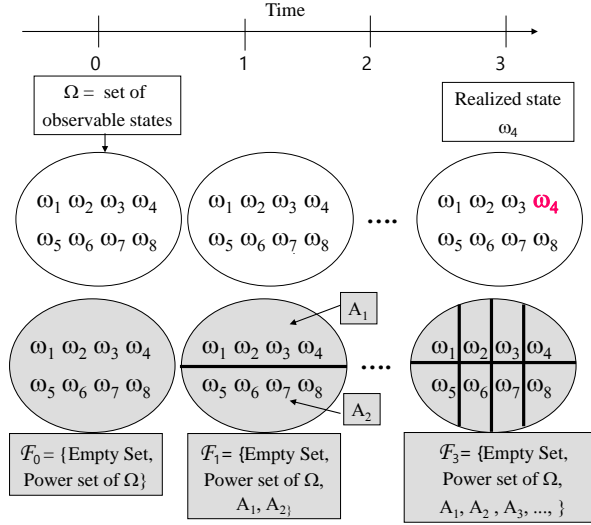 Time
0 1 2 3
Ω = set of
observable states
Realized state
ω₄
ω₁ ω₂ ω₃ ω₄
ω₅ ω₆ ω₇ ω₈
ω₁ ω₂ ω₃ ω₄
ω₅ ω₆ ω₇ ω₈
....
ω₁ ω₂ ω₃ ω₄
ω₅ ω₆ ω₇ ω₈
A₁
ω₁ ω₂ ω₃ ω₄
ω₅ ω₆ ω₇ ω₈
ω₁ ω₂ ω₃ ω₄
ω₅ ω₆ ω₇ ω₈
....
ω₁ ω₂ ω₃ ω₄
ω₅ ω₆ ω₇ ω₈
A₂
ℱ₀ = {Empty Set,
Power set of Ω}
ℱ₁= {Empty Set,
Power set of Ω,
A₁, A₂}
ℱ₃= {Empty Set,
Power set of Ω,
A₁, A₂ , A₃, ..., }